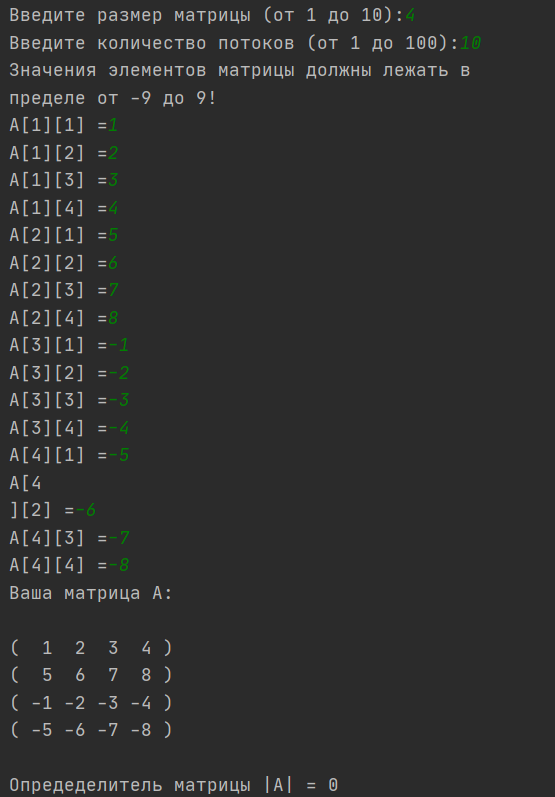 Введите размер матрицы (от 1 до 10):4
Введите количество потоков (от 1 до 100):10
Значения элементов матрицы должны лежать в
пределе от -9 до 9!
A[1][1] =1
A[1][2] =2
A[1][3] =3
A[1][4] =4
A[2][1] =5
A[2][2] =6
A[2][3] =7
A[2][4] =8
A[3][1] =-1
A[3][2] =-2
A[3][3] =-3
A[3][4] =-4
A[4][1] =-5
A[4
][2] =-6
A[4][3] =-7
A[4][4] =-8
Ваша матрица A:
(  1  2  3  4 )
(  5  6  7  8 )
( -1 -2 -3 -4 )
( -5 -6 -7 -8 )
Опредeделитель матрицы |A| = 0